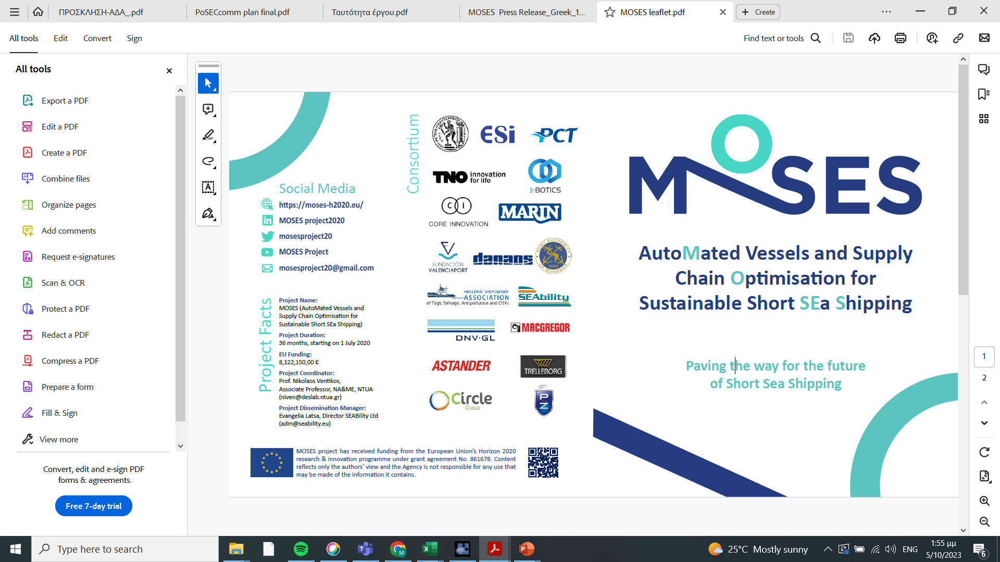 ΠΡΟΣΚΛΗΣΗ-ΑΔΑ_.pdf
PoSECcomm plan final.pdf
Ταυτότητα έργου.pdf
MOSES  Press Release_Greek_1....
MOSES leaflet.pdf
Create
All tools
Edit
Convert
Sign
Find text or tools
All tools
Export a PDF
Edit a PDF
Create a PDF
Combine files
Organize pages
Add comments
Request e-signatures
Scan & OCR
Protect a PDF
Redact a PDF
Compress a PDF
Prepare a form
Fill & Sign
View more
Convert, edit and e-sign PDF
forms & agreements.
Free 7-day trial
Social Media
https://moses-h2020.eu/
MOSES project2020
mosesproject20
MOSES Project
mosesproject20@gmail.com
Project Facts
Project Name:
MOSES (AutoMated Vessels and
Supply Chain Optimisation for
Sustainable Short SEa Shipping)
Project Duration:
36 months, starting on 1 July 2020
EU Funding:
8,122,150,00 €
Project Coordinator:
Prof. Nikolaos Ventikos,
Associate Professor, NA&ME, NTUA
(niven@deslab.ntua.gr)
Project Dissemination Manager:
Evangelia Latsa, Director SEABility Ltd
(adm@seability.eu)
MOSES project has received funding from the European Union's Horizon 2020
research & innovation programme under grant agreement No. 861678. Content
reflects only the authors' view and the Agency is not responsible for any use that
may be made of the information it contains.
Consortium
ESi
PCT
TNO innovation
for life
i-BOTICS
CORE INNOVATION
MARIN
FUNDACIÓN
VALENCIAPORT
danaos
PORT AUTHORITY
OF MYKONOS
2003
HELLENIC SHIPOWNER
ASSOCIATION
of Tugs, Salvage, Antipollution and OSVs
SEAbility
DNV·GL
MACGREGOR
ASTANDER
TRELLEBORG
Circle
Group
PŻ
MOSES
AutoMated Vessels and Supply
Chain Optimisation for
Sustainable Short SEa Shipping
Paving the way for the future
of Short Sea Shipping
1
2
Type here to search
25°C  Mostly sunny
ENG
1:55 μμ
5/10/2023
6